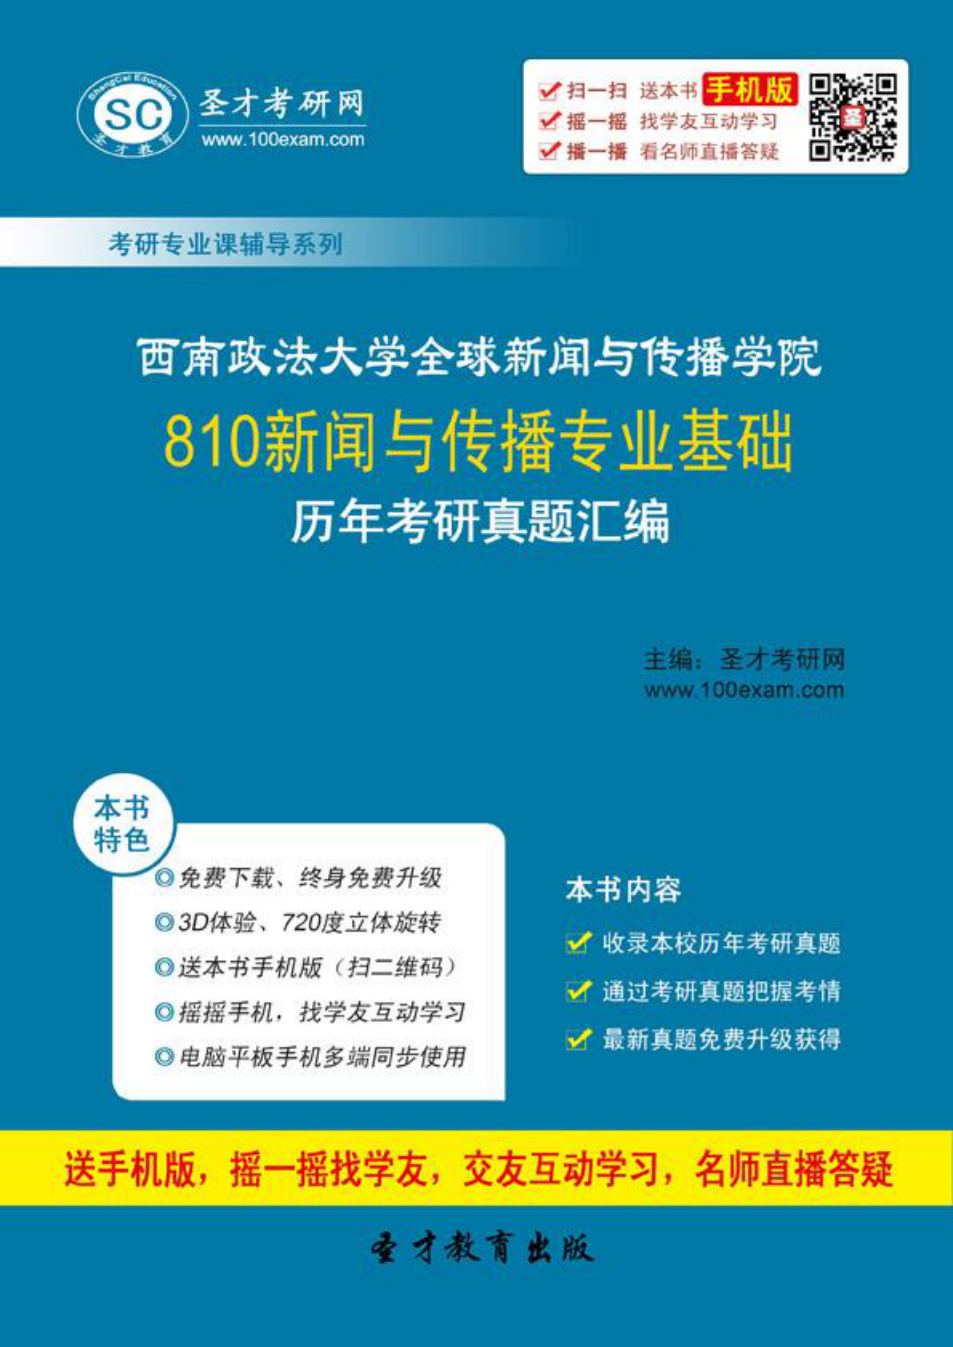 ShengCai Education
SC
圣才教育
圣才考研网
www.100exam.com
扫一扫 送本书 手机版
摇一摇 找学友互动学习
播一播 看名师直播答疑
圣
考研专业课辅导系列
西南政法大学全球新闻与传播学院
810新闻与传播专业基础
历年考研真题汇编
主编：圣才考研网
www.100exam.com
本书
特色
◎免费下载、终身免费升级
◎3D体验、720度立体旋转
◎送本书手机版（扫二维码）
◎摇摇手机，找学友互动学习
◎电脑平板手机多端同步使用
本书内容
收录本校历年考研真题
通过考研真题把握考情
最新真题免费升级获得
送手机版，摇一摇找学友，交友互动学习，名师直播答疑
圣才教育出版